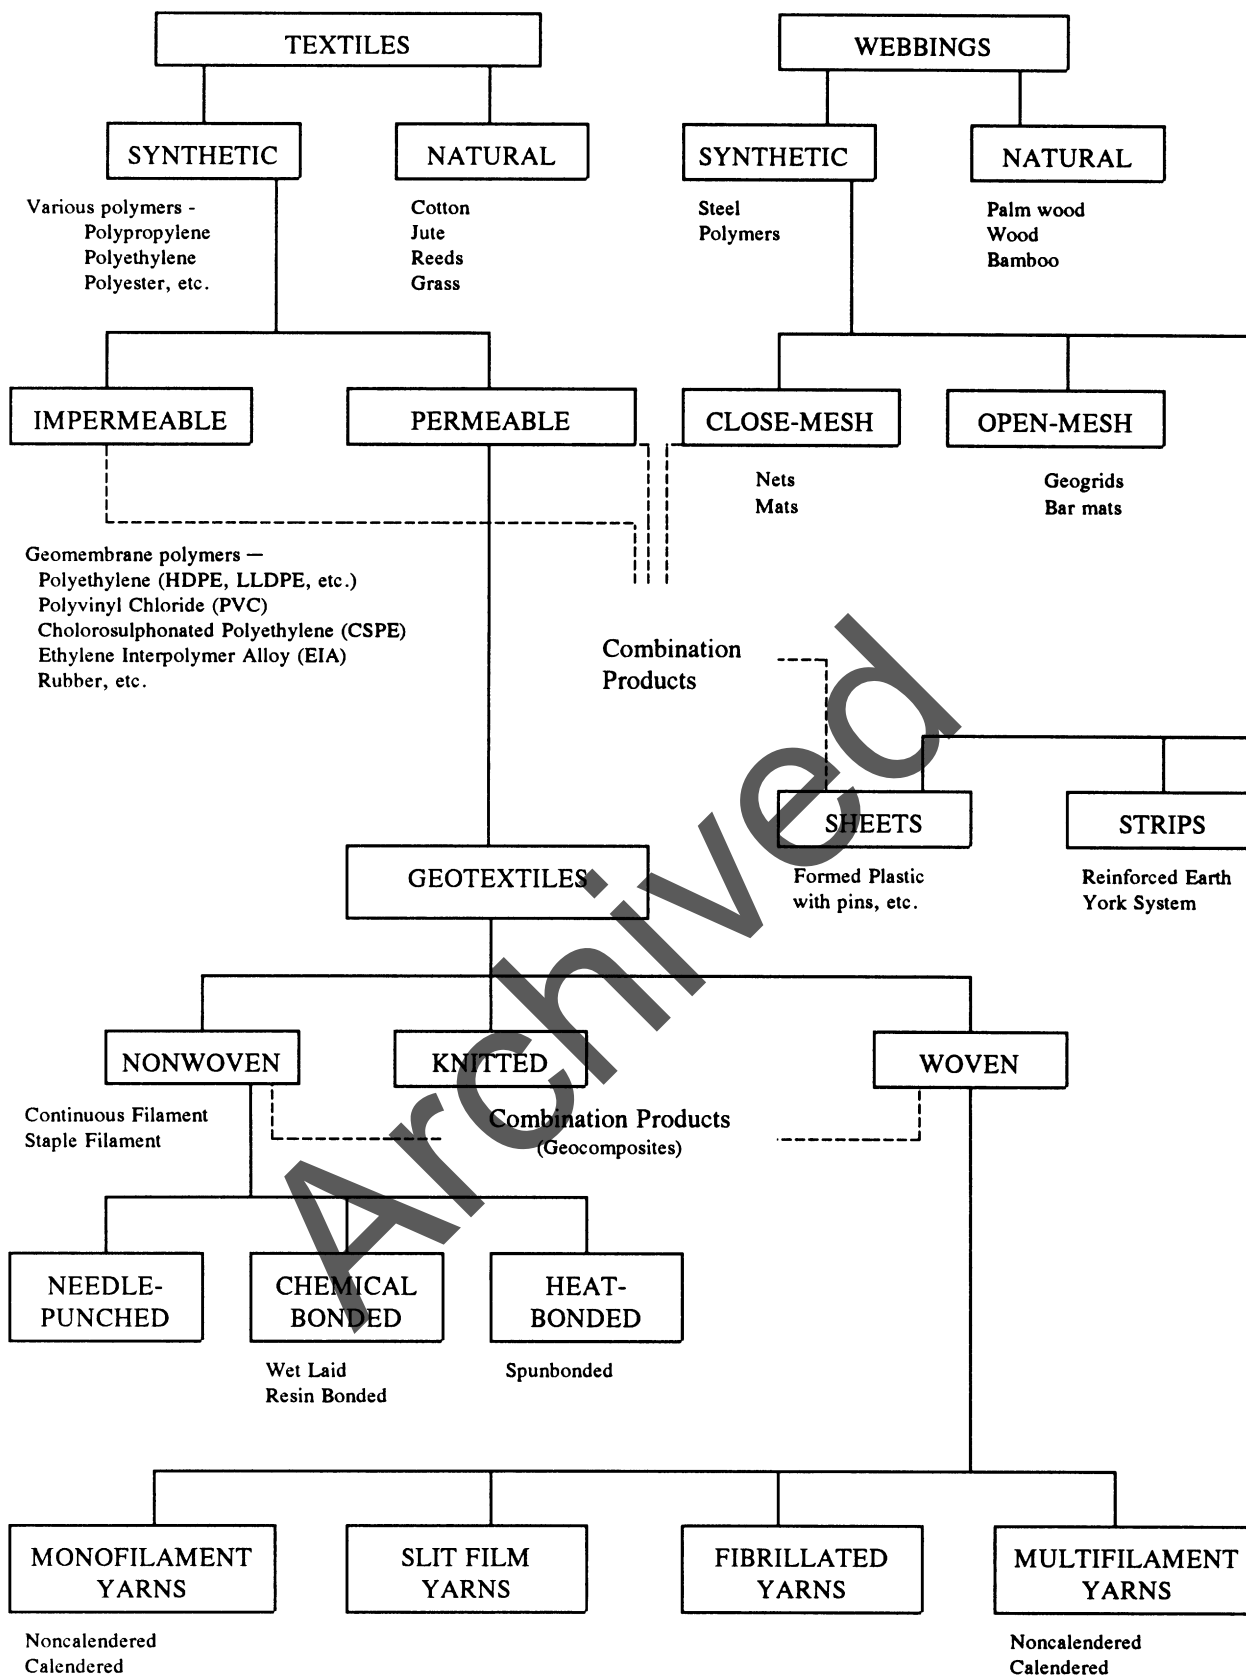 TEXTILES
WEBBINGS
SYNTHETIC
NATURAL
SYNTHETIC
NATURAL
Various polymers -
Polypropylene
Polyethylene
Polyester, etc.
Cotton
Jute
Reeds
Grass
Steel
Polymers
Palm wood
Wood
Bamboo
IMPERMEABLE
PERMEABLE
CLOSE-MESH
OPEN-MESH
Nets
Mats
Geogrids
Bar mats
Geomembrane polymers —
Polyethylene (HDPE, LLDPE, etc.)
Polyvinyl Chloride (PVC)
Cholorosulphonated Polyethylene (CSPE)
Ethylene Interpolymer Alloy (EIA)
Rubber, etc.
Combination
Products
SHEETS
STRIPS
Formed Plastic
with pins, etc.
Reinforced Earth
York System
GEOTEXTILES
NONWOVEN
KNITTED
WOVEN
Continuous Filament
Staple Filament
Combination Products
(Geocomposites)
NEEDLE-
PUNCHED
CHEMICAL
BONDED
HEAT-
BONDED
Wet Laid
Resin Bonded
Spunbonded
MONOFILAMENT
YARNS
SLIT FILM
YARNS
FIBRILLATED
YARNS
MULTIFILAMENT
YARNS
Noncalendered
Calendered
Noncalendered
Calendered
Archived